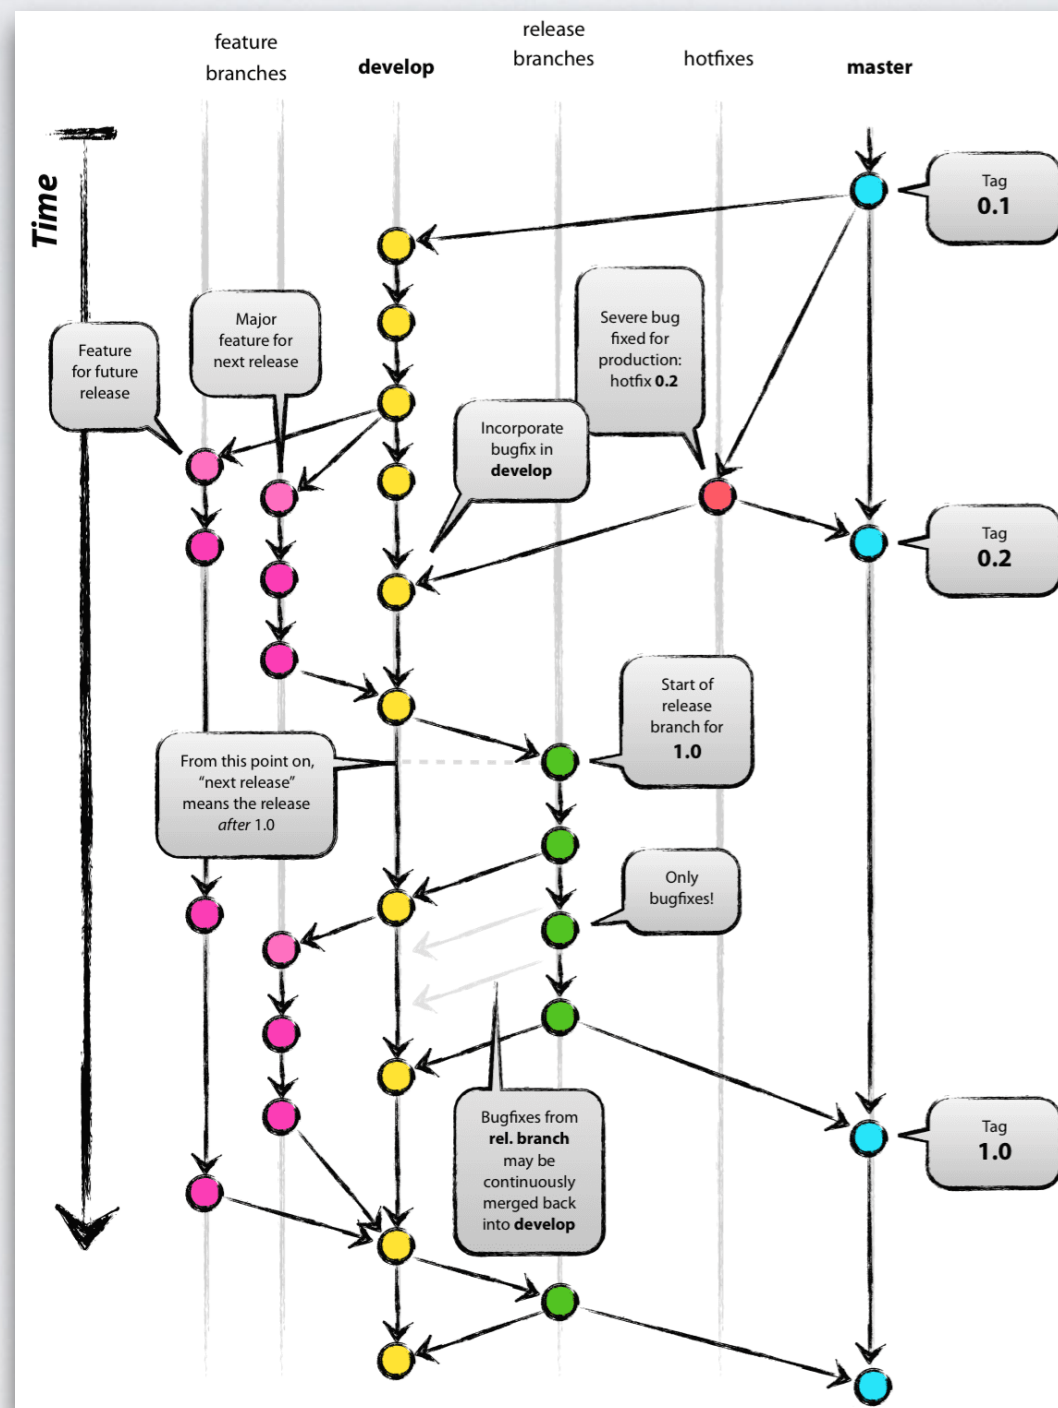 feature
branches
develop
release
branches
hotfixes
master
Time
Tag
0.1
Major
feature for
next release
Feature
for future
release
Severe bug
fixed for
production:
hotfix 0.2
Incorporate
bugfix in
develop
Tag
0.2
Start of
release
branch for
1.0
From this point on,
“next release”
means the release
after 1.0
Only
bugfixes!
Bugfixes from
rel. branch
may be
continuously
merged back
into develop
Tag
1.0